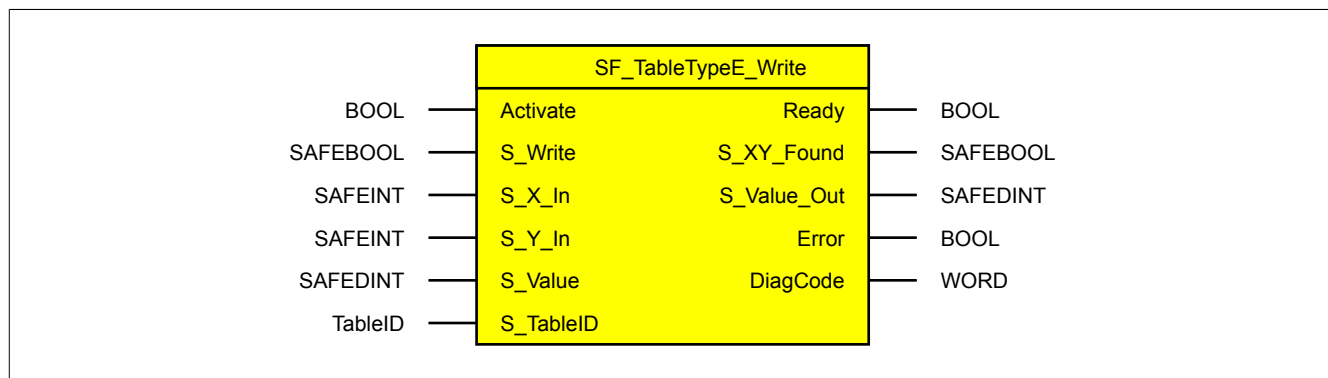 SF_TableTypeE_Write
BOOL Activate Ready BOOL
SAFEBOOL S_Write S_XY_Found SAFEBOOL
SAFEINT S_X_In S_Value_Out SAFEDINT
SAFEINT S_Y_In Error BOOL
SAFEDINT S_Value DiagCode WORD
TableID S_TableID